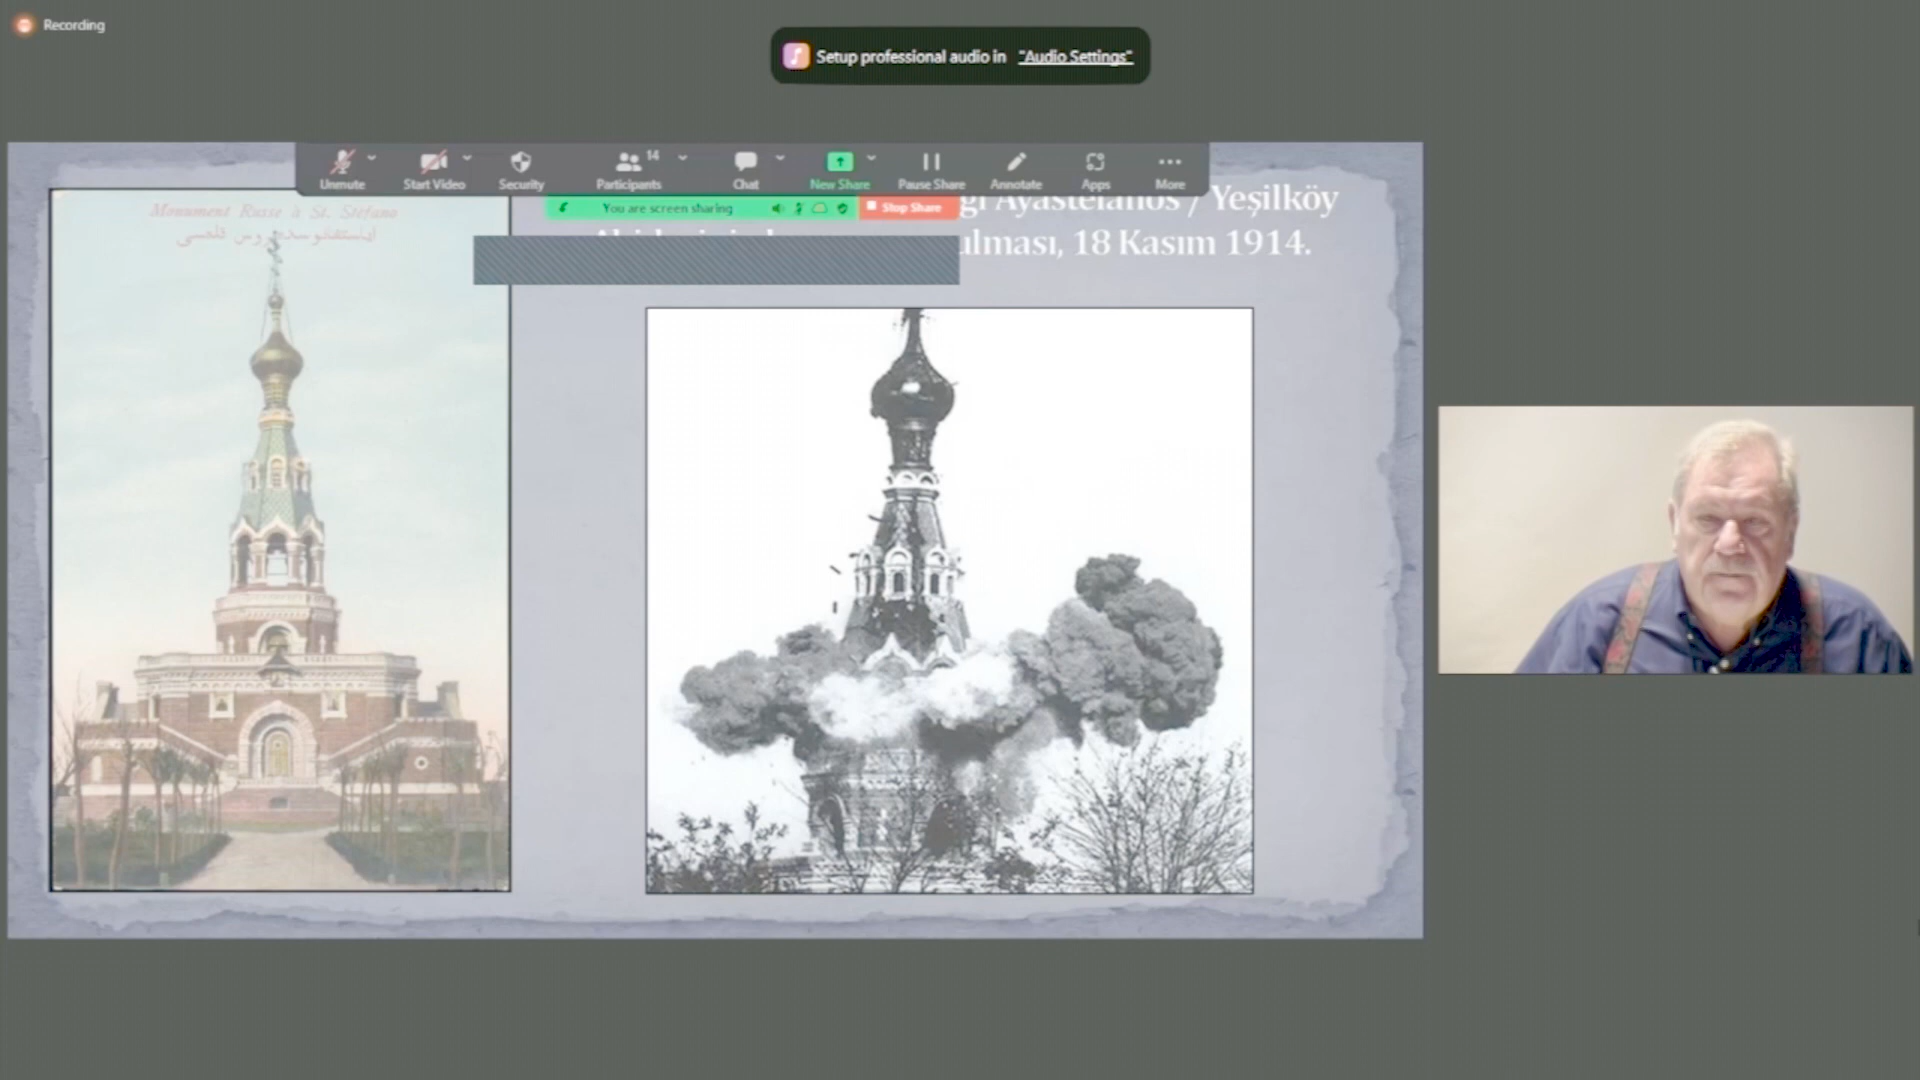 Recording
Setup professional audio in "Audio Settings"
Unmute
Start Video
Security
14
Participants
Chat
New Share
Pause Share
Annotate
Apps
More
You are screen sharing
Stop Share
Monument Russe à St. Stefano
Ayastefanos / Yeşilköy
18 Kasım 1914.